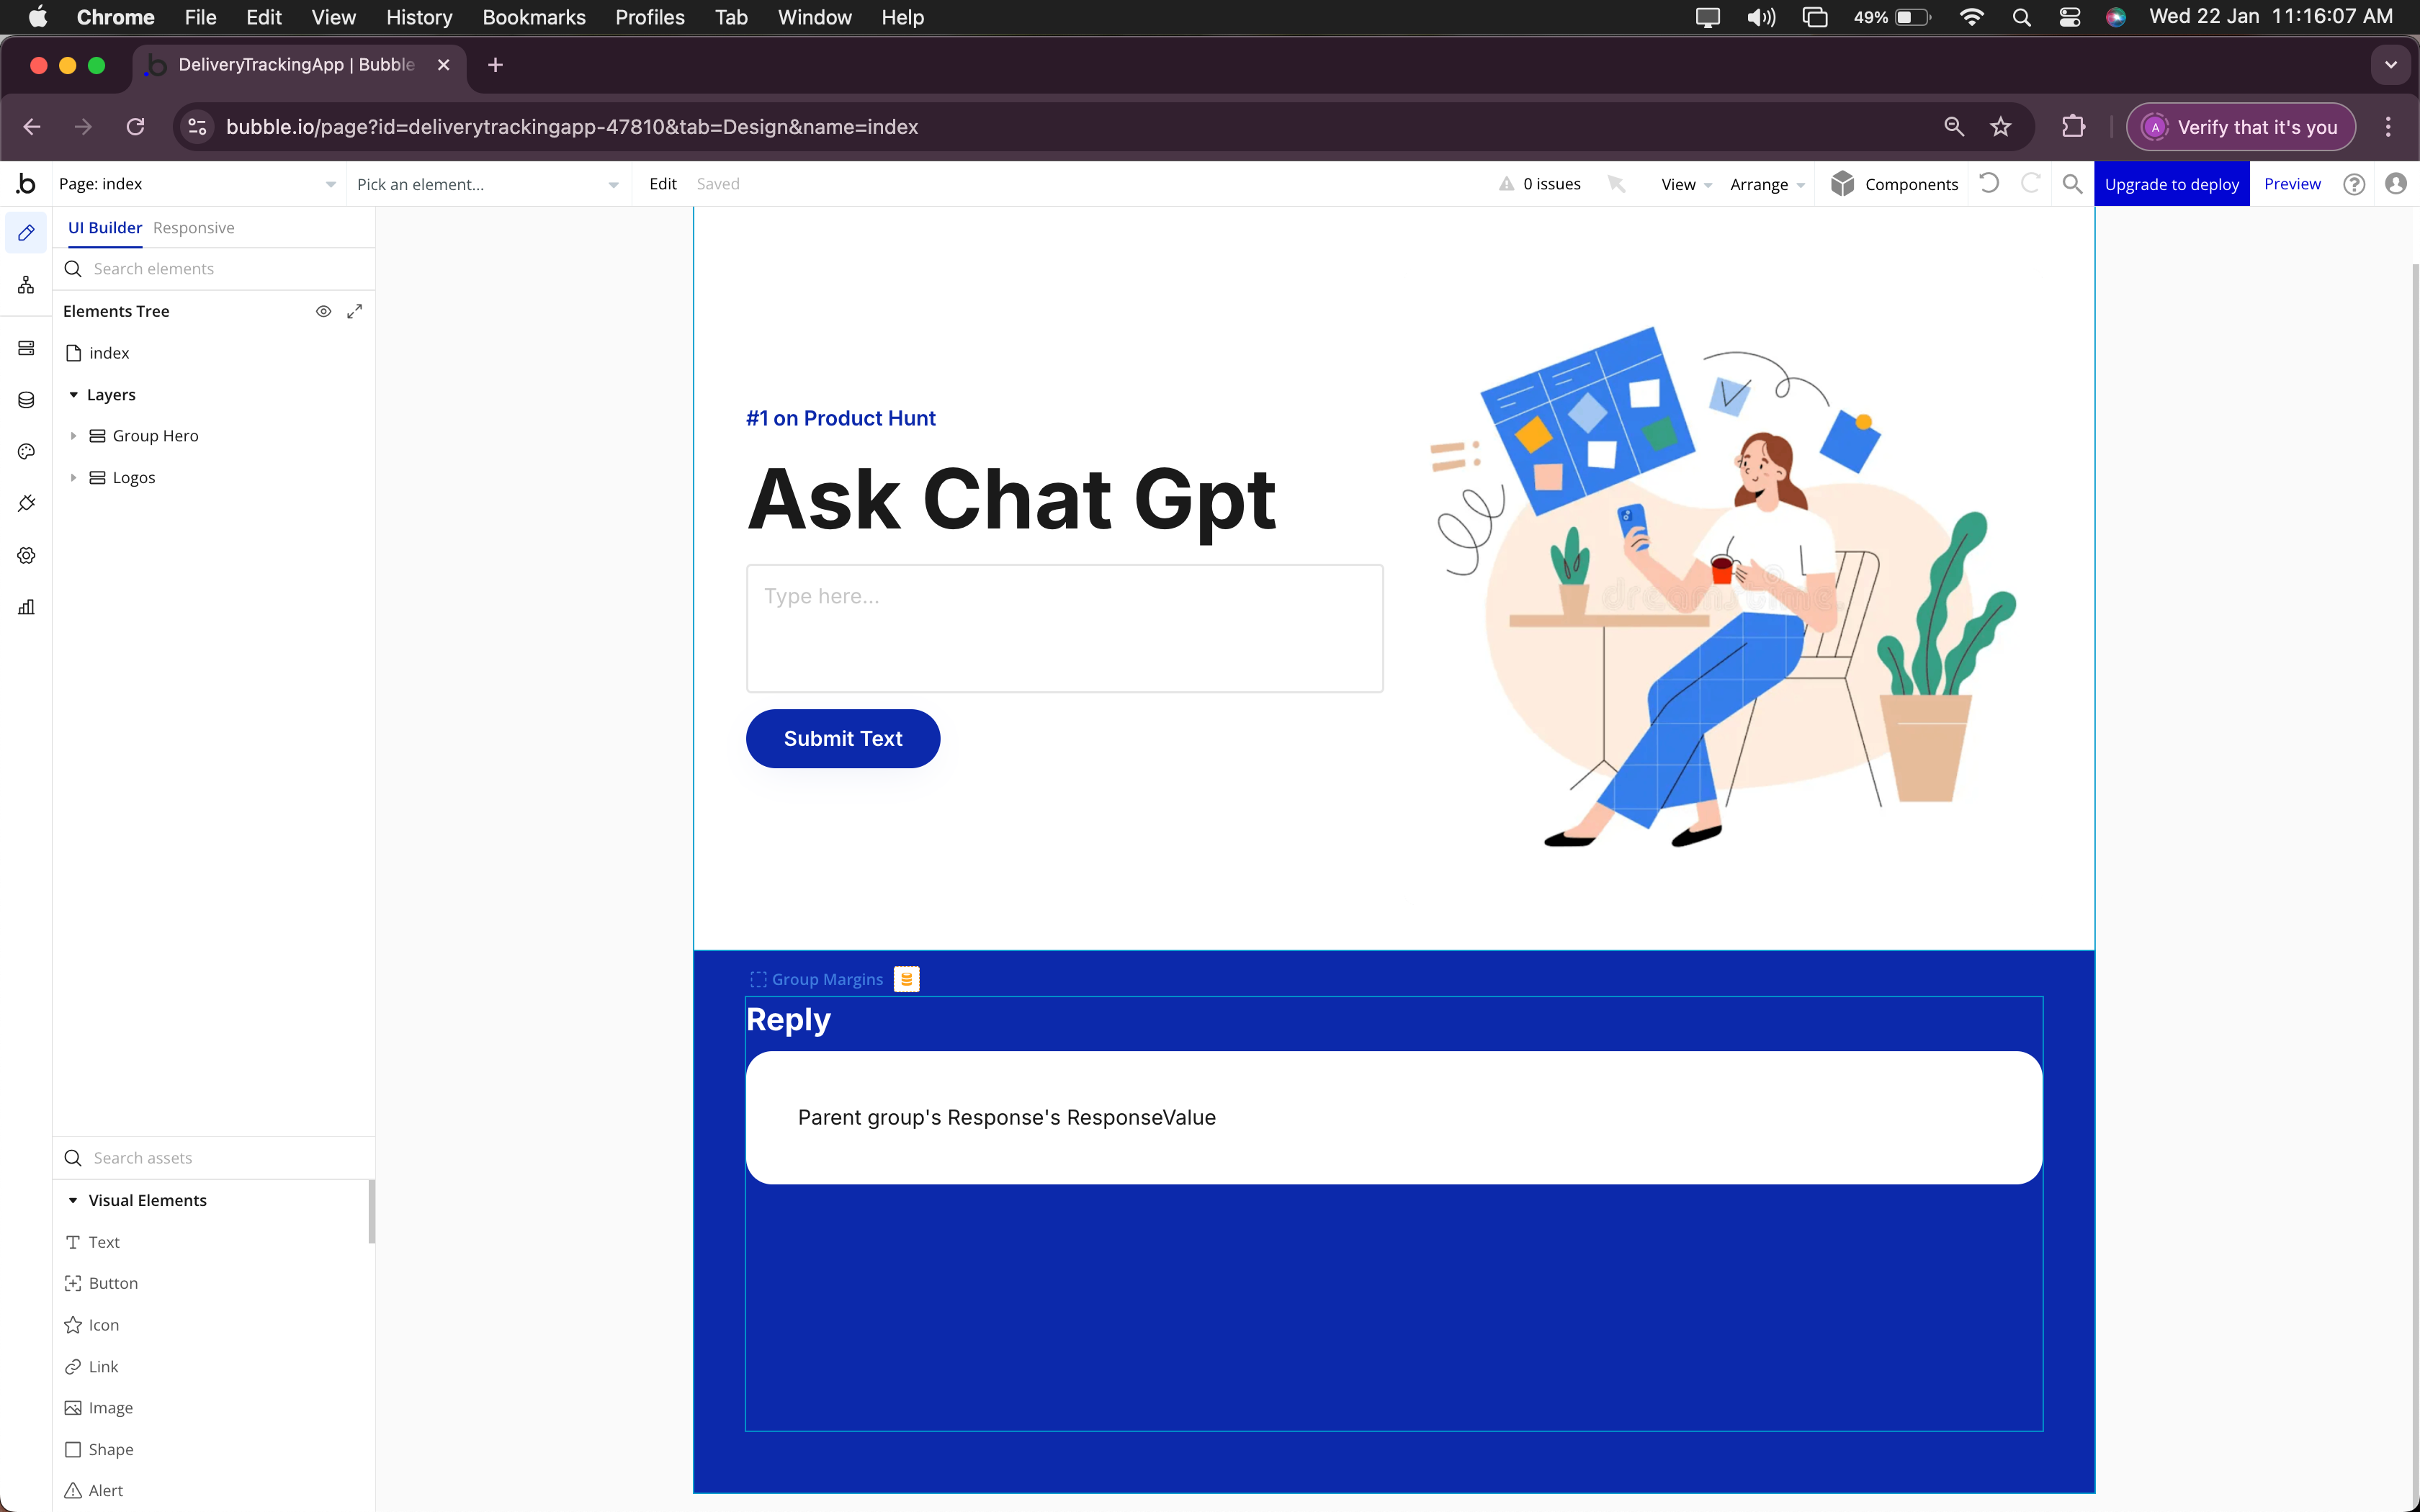 Chrome File Edit View History Bookmarks Profiles Tab Window Help 49% Wed 22 Jan 11:16:07 AM
DeliveryTrackingApp | Bubble
bubble.io/page?id=deliverytrackingapp-47810&tab=Design&name=index A Verify that it's you
b Page: index Pick an element... Edit Saved 0 issues View Arrange Components Upgrade to deploy Preview ?
UI Builder Responsive
Search elements
Elements Tree
index
Layers
Group Hero
Logos
#1 on Product Hunt
Ask Chat Gpt
Type here...
Submit Text
dreamstime.
Group Margins
Reply
Parent group's Response's ResponseValue
Search assets
Visual Elements
Text
Button
Icon
Link
Image
Shape
Alert